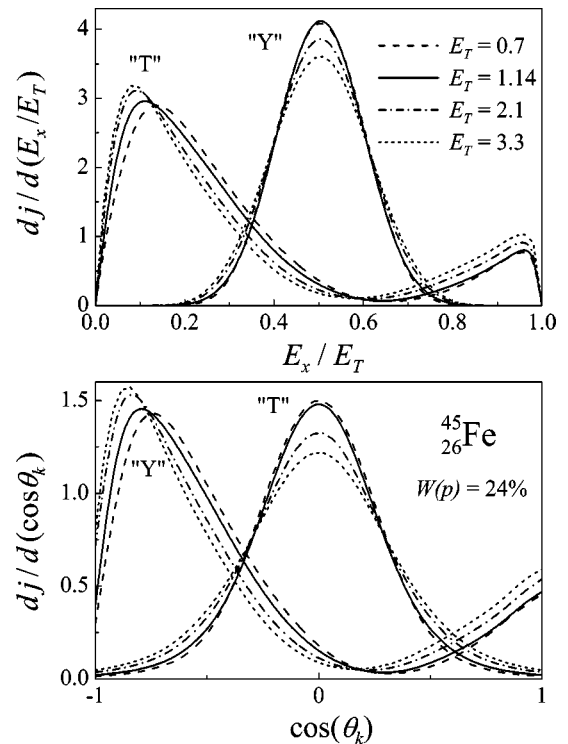 "T"
"Y"
E_T = 0.7
E_T = 1.14
E_T = 2.1
E_T = 3.3
dj / d (E_x / E_T)
4
3
2
1
0
0.0 0.2 0.4 0.6 0.8 1.0
E_x / E_T
"T"
"Y"
^{45}_{26}Fe
W(p) = 24%
dj / d (cosθ_k)
1.5
1.0
0.5
0.0
-1 0 1
cos(θ_k)